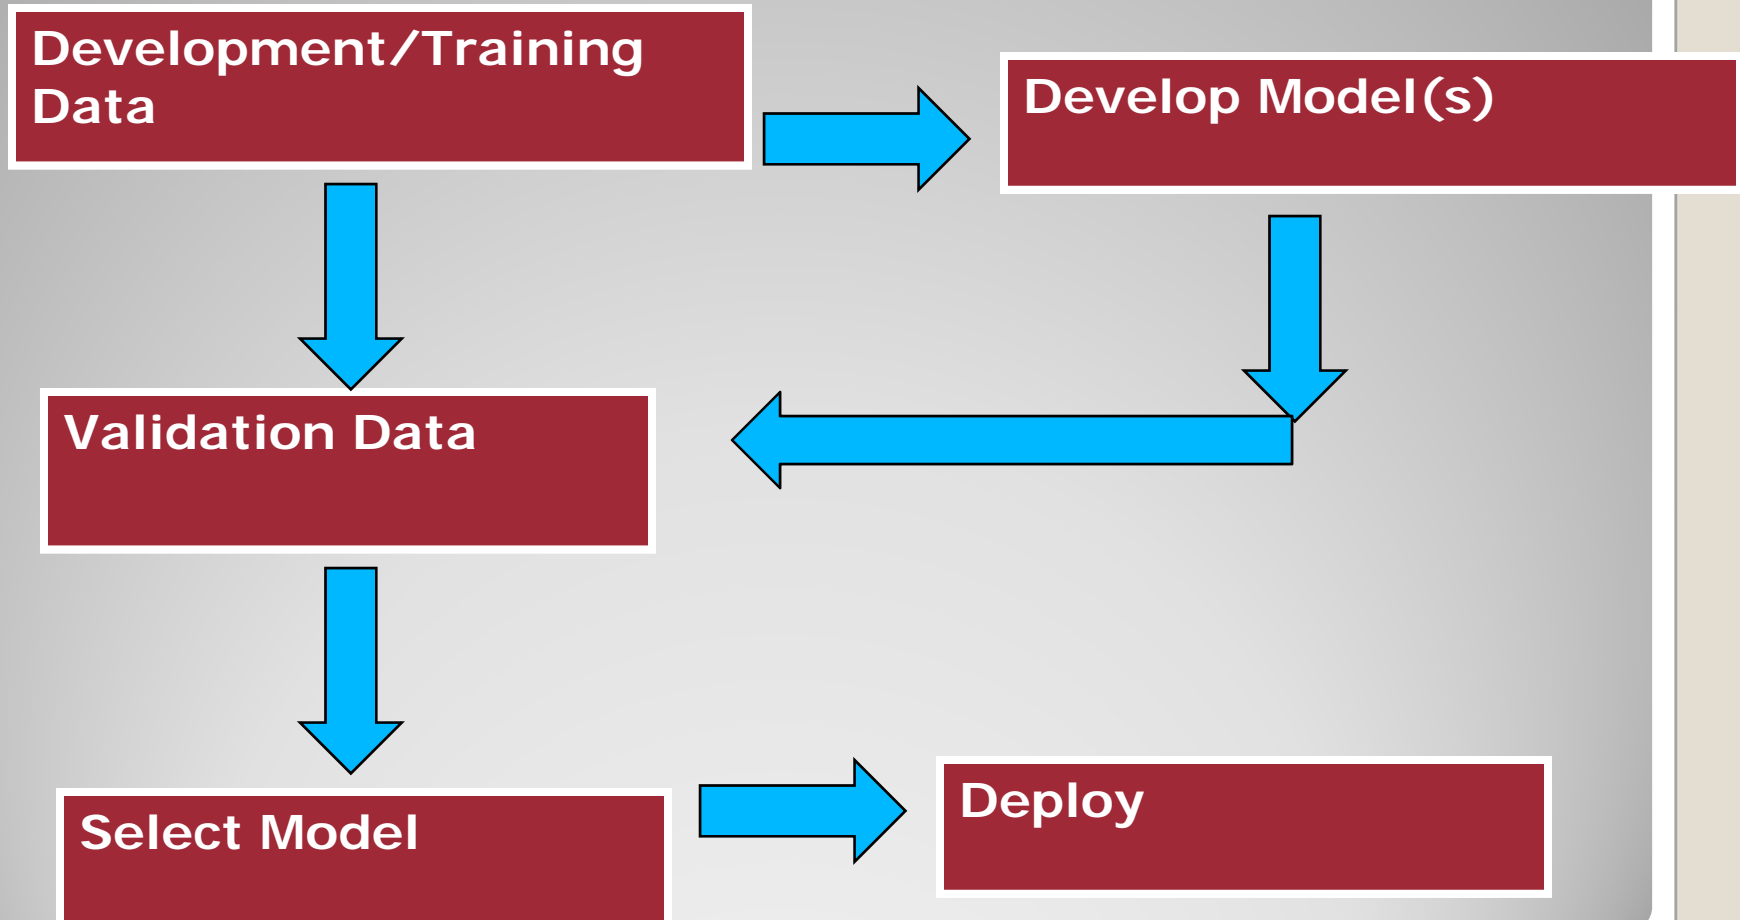 Development/Training
Data
Develop Model(s)
Validation Data
Select Model
Deploy